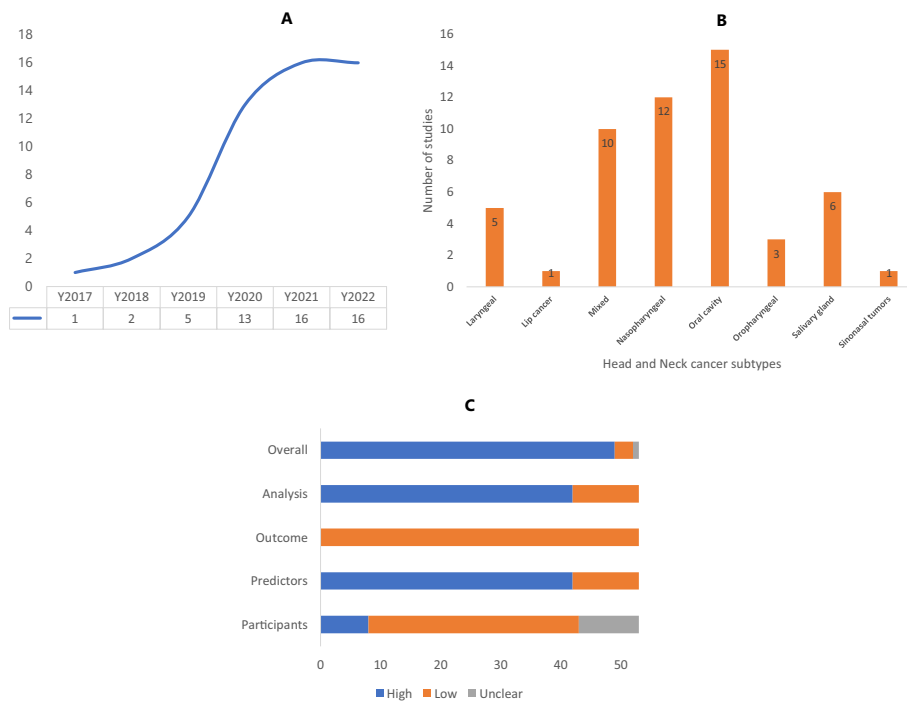 A
18
16
14
12
10
8
6
4
2
0
Y2017 Y2018 Y2019 Y2020 Y2021 Y2022
1 2 5 13 16 16
B
Number of studies
16
14
12
10
8
6
4
2
0
5 1 10 12 15 3 6 1
Laryngeal
Lip cancer
Mixed
Nasopharyngeal
Oral cavity
Oropharyngeal
Salivary gland
Sinonasal tumors
Head and Neck cancer subtypes
C
Overall
Analysis
Outcome
Predictors
Participants
0 10 20 30 40 50
High Low Unclear